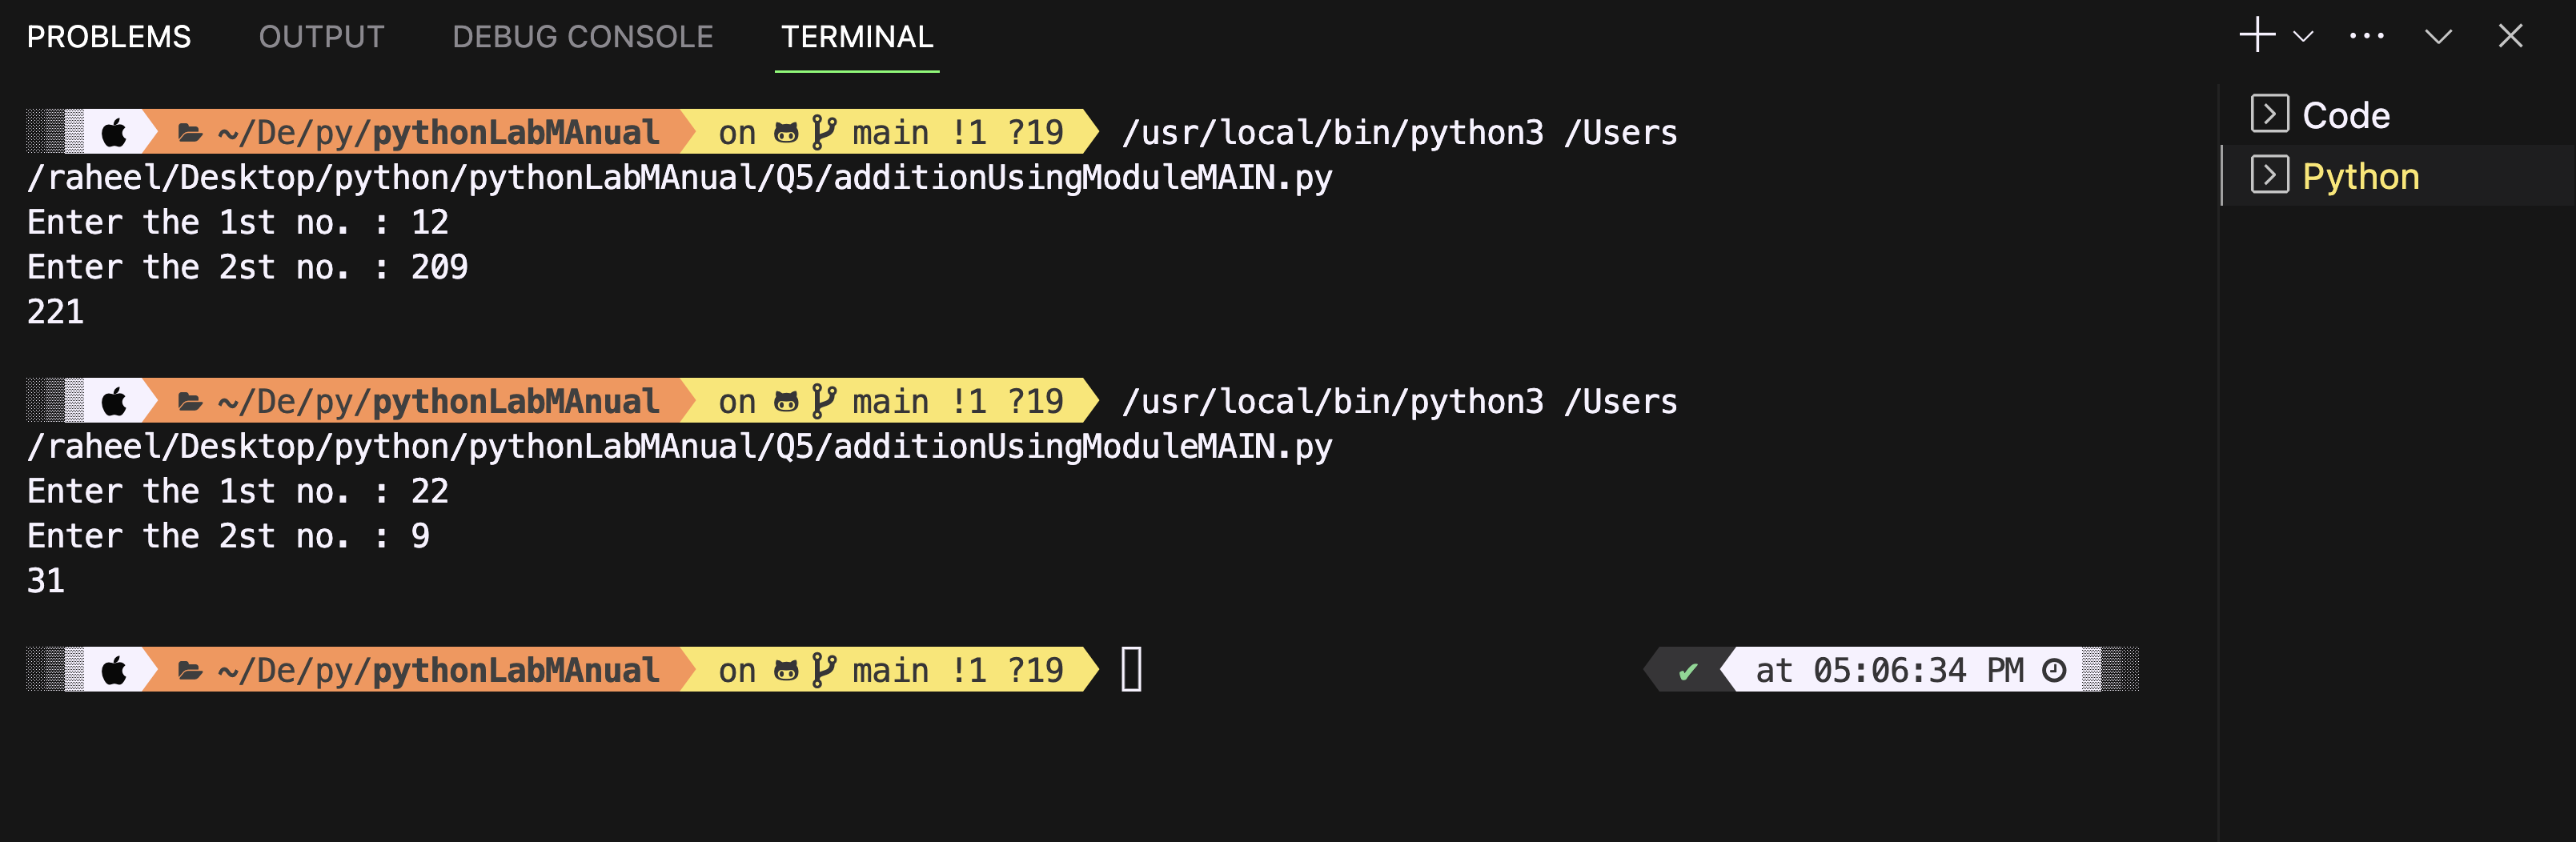 PROBLEMS OUTPUT DEBUG CONSOLE TERMINAL
~/De/py/pythonLabMAnual on main !1 ?19 /usr/local/bin/python3 /Users
/raheel/Desktop/python/pythonLabMAnual/Q5/additionUsingModuleMAIN.py
Enter the 1st no. : 12
Enter the 2st no. : 209
221
~/De/py/pythonLabMAnual on main !1 ?19 /usr/local/bin/python3 /Users
/raheel/Desktop/python/pythonLabMAnual/Q5/additionUsingModuleMAIN.py
Enter the 1st no. : 22
Enter the 2st no. : 9
31
~/De/py/pythonLabMAnual on main !1 ?19 ✔ at 05:06:34 PM
Code
Python